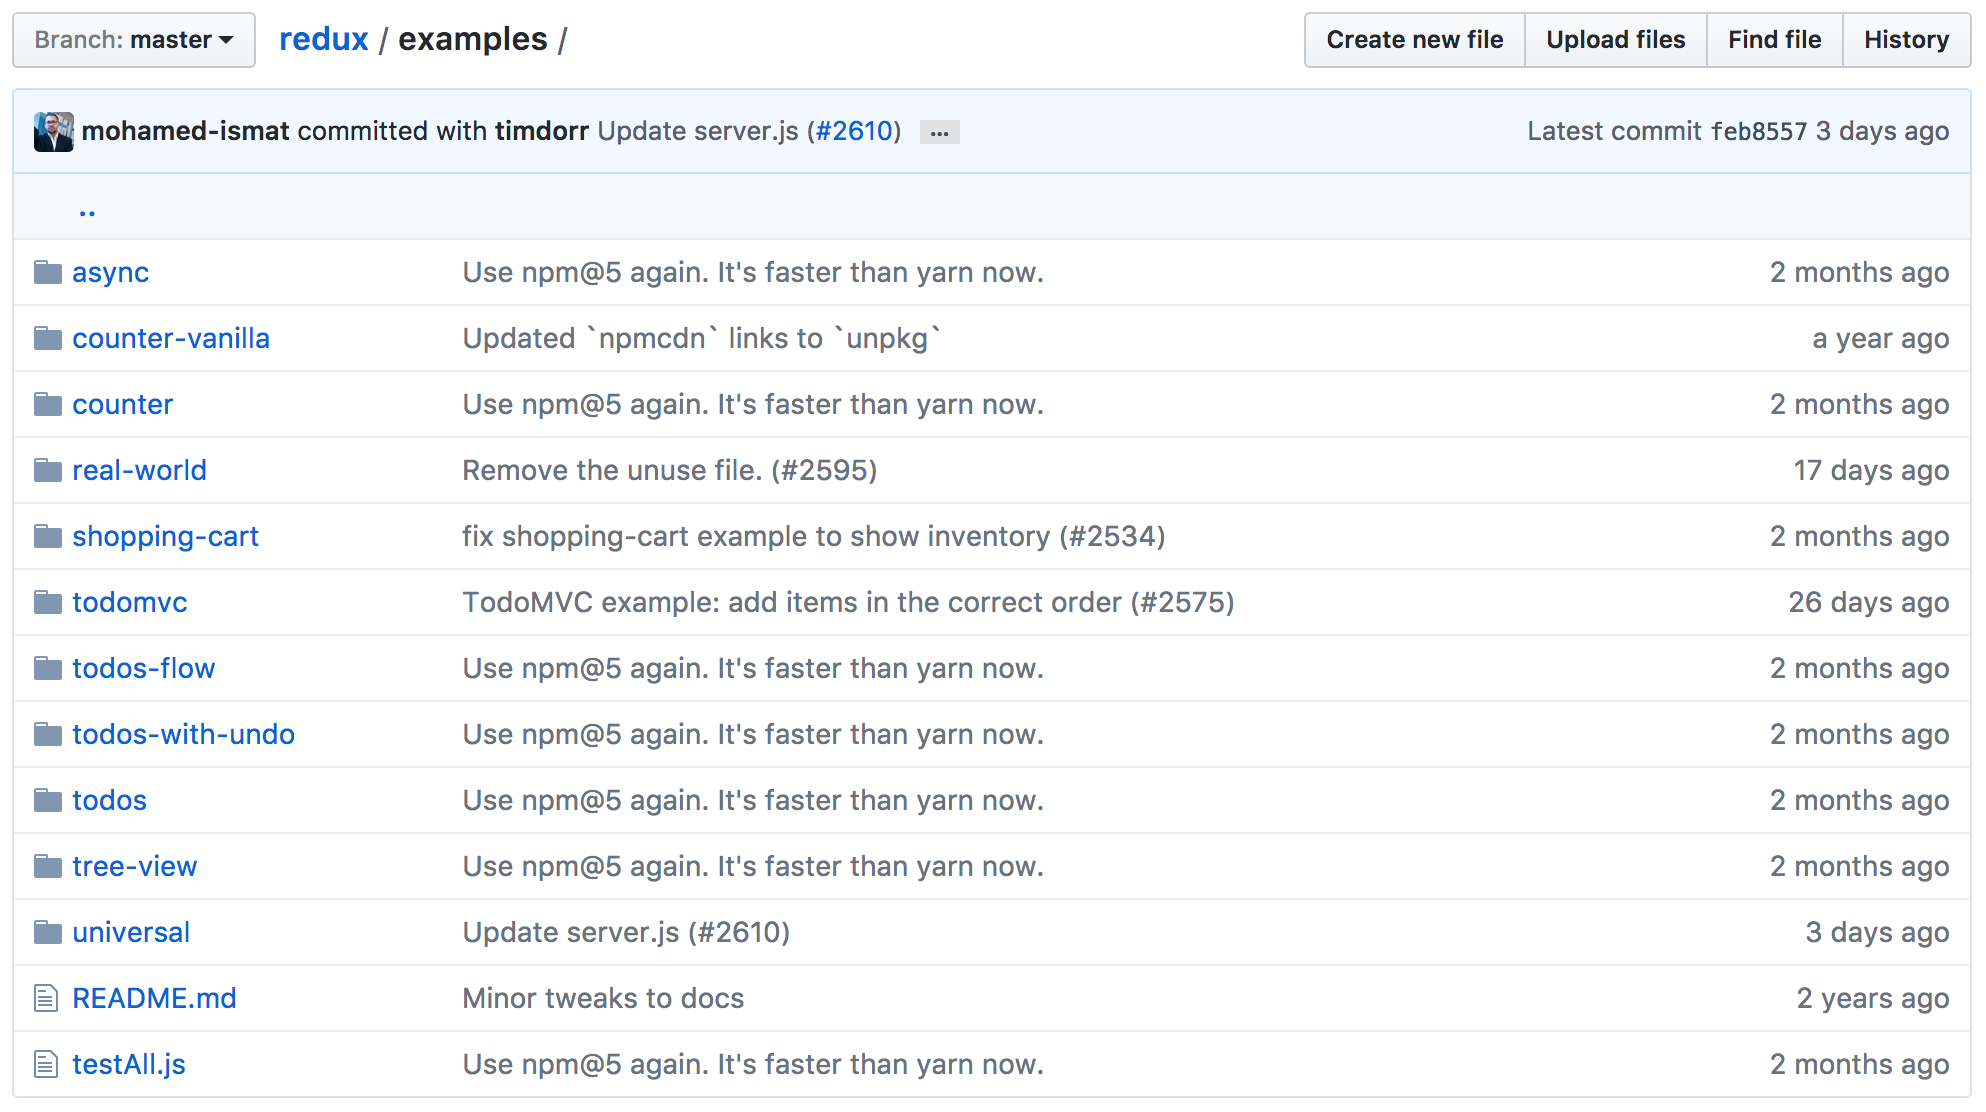 Branch: master redux / examples / Create new file Upload files Find file History
mohamed-ismat committed with timdorr Update server.js (#2610) … Latest commit feb8557 3 days ago
..
async Use npm@5 again. It's faster than yarn now. 2 months ago
counter-vanilla Updated `npmcdn` links to `unpkg` a year ago
counter Use npm@5 again. It's faster than yarn now. 2 months ago
real-world Remove the unuse file. (#2595) 17 days ago
shopping-cart fix shopping-cart example to show inventory (#2534) 2 months ago
todomvc TodoMVC example: add items in the correct order (#2575) 26 days ago
todos-flow Use npm@5 again. It's faster than yarn now. 2 months ago
todos-with-undo Use npm@5 again. It's faster than yarn now. 2 months ago
todos Use npm@5 again. It's faster than yarn now. 2 months ago
tree-view Use npm@5 again. It's faster than yarn now. 2 months ago
universal Update server.js (#2610) 3 days ago
README.md Minor tweaks to docs 2 years ago
testAll.js Use npm@5 again. It's faster than yarn now. 2 months ago